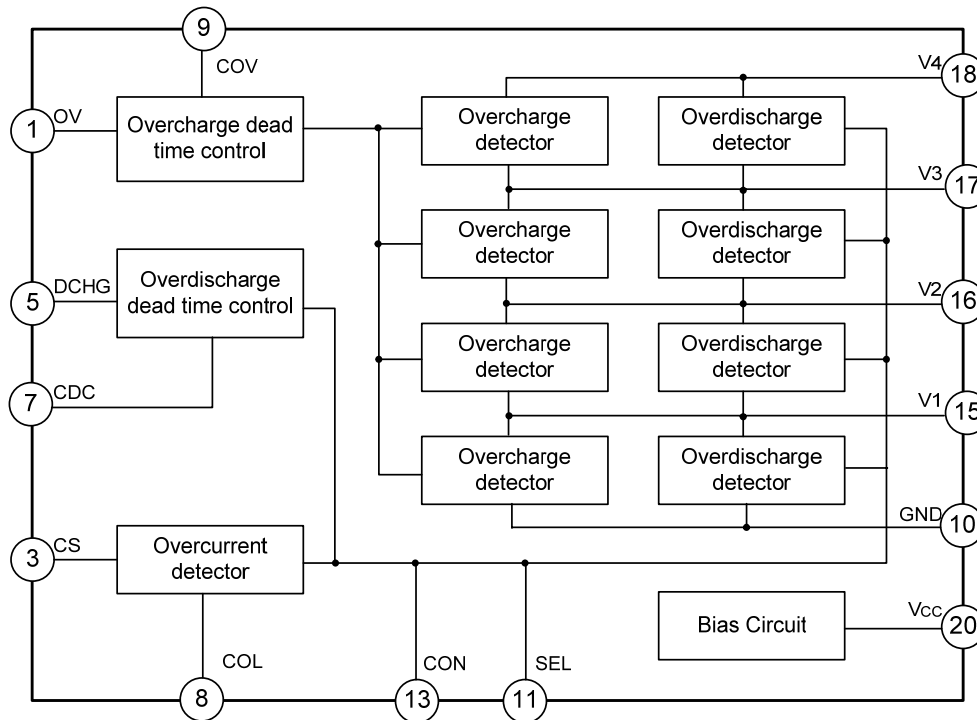 9
COV
V4
18
1
OV
Overcharge dead
time control
Overcharge
detector
Overdischarge
detector
V3
17
Overcharge
detector
Overdischarge
detector
5
DCHG
Overdischarge
dead time control
V2
16
Overcharge
detector
Overdischarge
detector
7
CDC
V1
15
Overcharge
detector
Overdischarge
detector
GND
10
3
CS
Overcurrent
detector
Bias Circuit
VCC
20
COL
CON
SEL
8
13
11